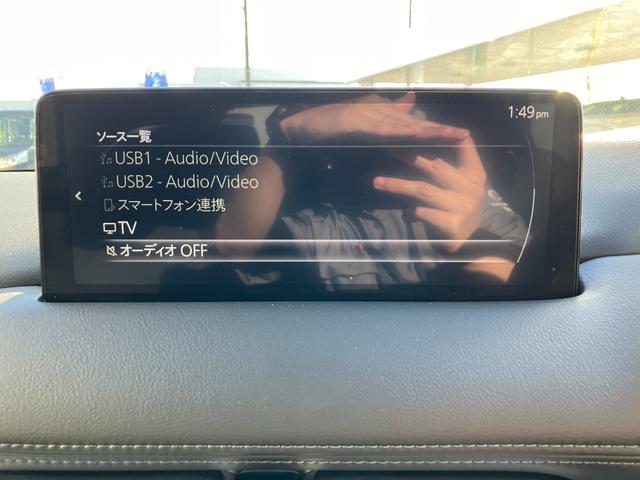 1:49 pm
ソース一覧
USB1 - Audio/Video
USB2 - Audio/Video
スマートフォン連携
TV
オーディオ OFF